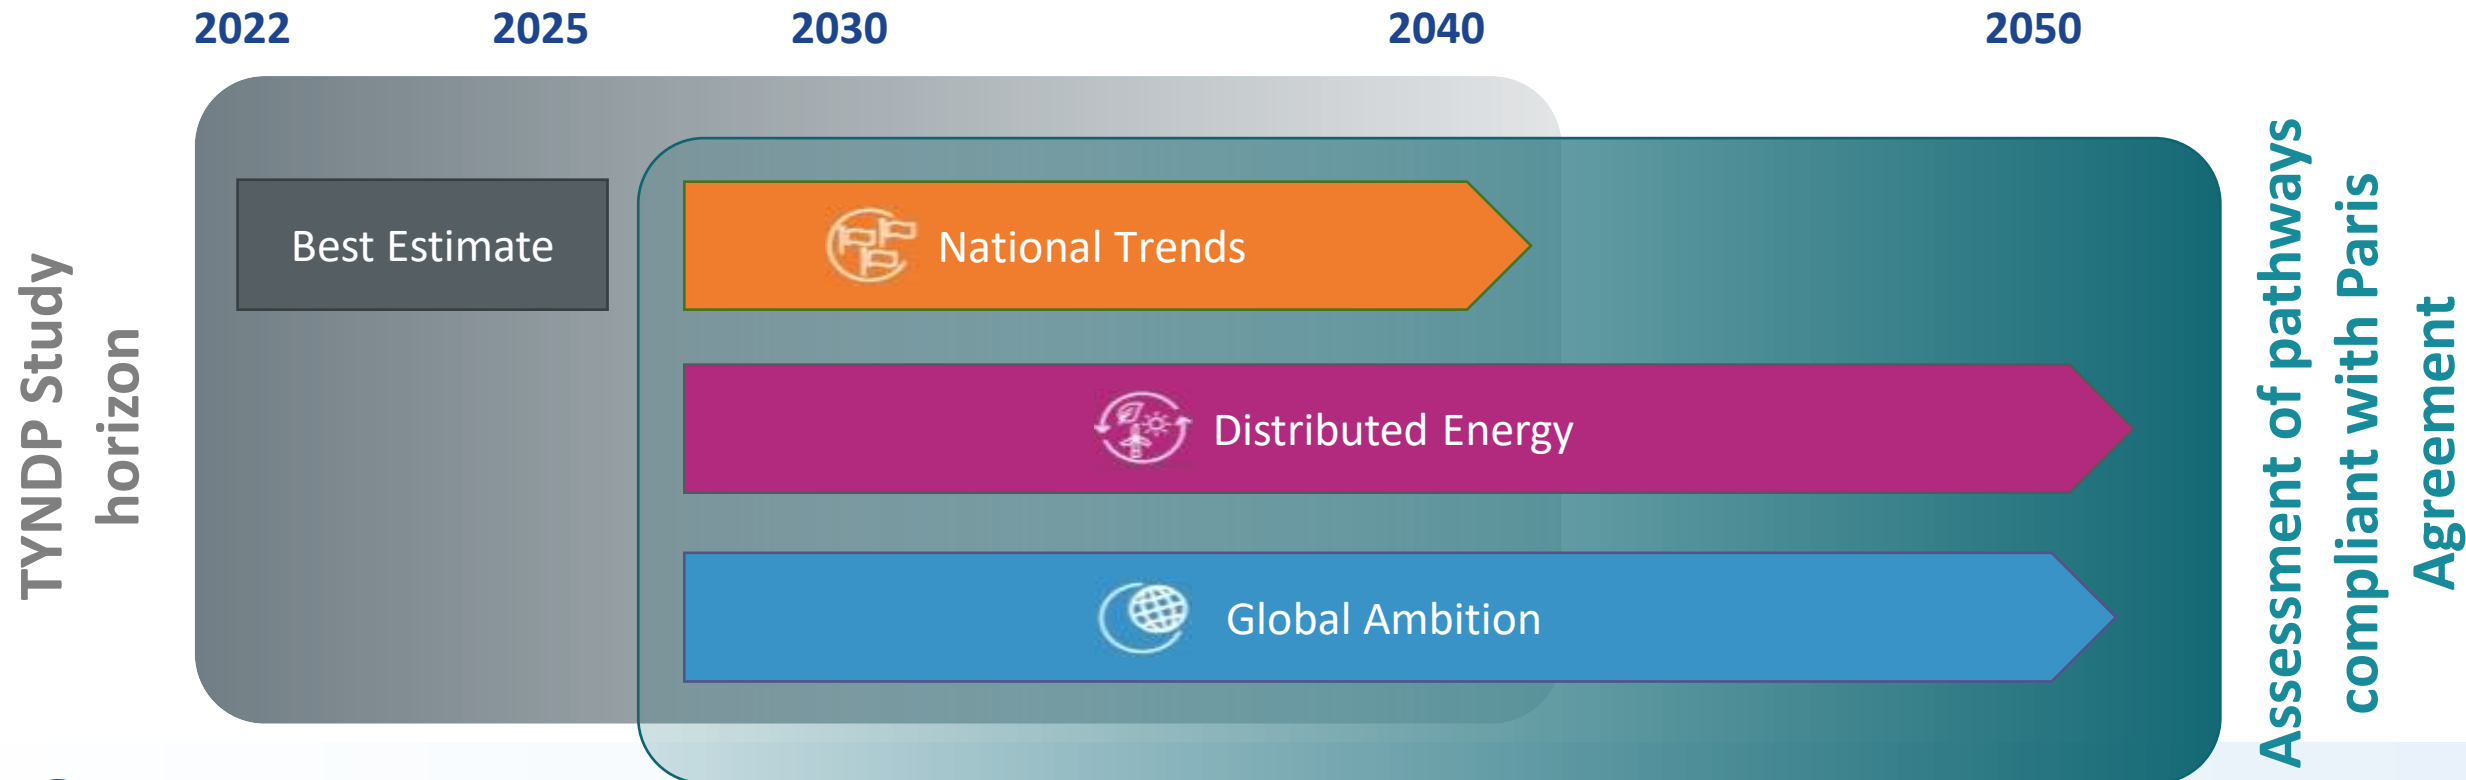 2022 2025 2030 2040 2050
TYNDP Study
horizon
Best Estimate
National Trends
Distributed Energy
Global Ambition
Assessment of pathways
compliant with Paris
Agreement